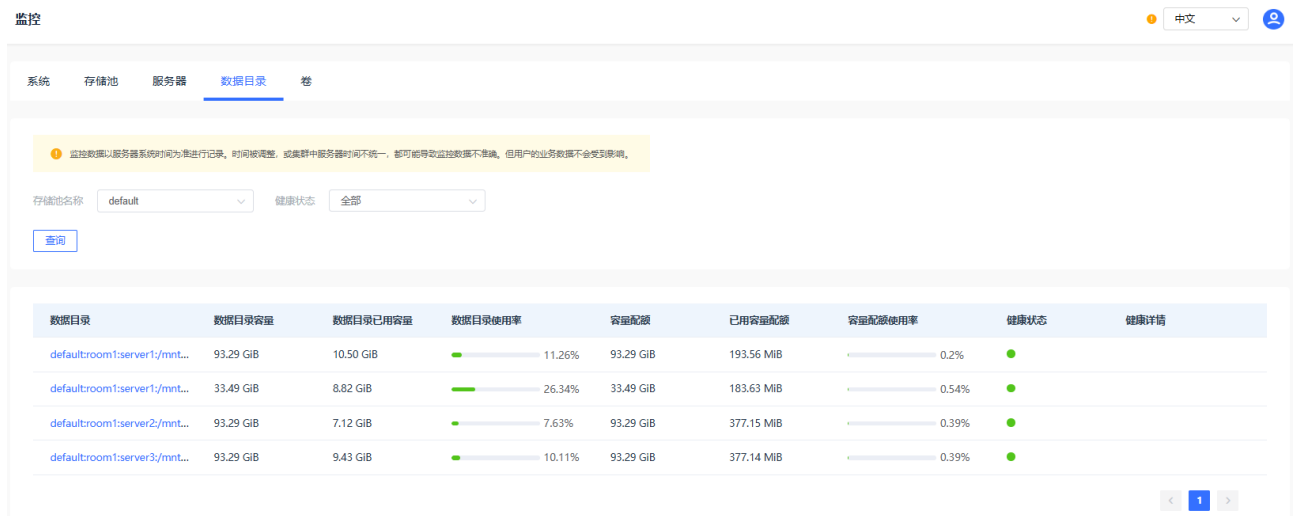 监控
中文
系统 存储池 服务器 数据目录 卷
监控数据以服务器系统时间为准进行记录。时间被调整，或集群中服务器时间不统一，都可能导致监控数据不准确。但用户的业务数据不会受到影响。
存储池名称 default 健康状态 全部
查询
数据目录 数据目录容量 数据目录已用容量 数据目录使用率 容量配额 已用容量配额 容量配额使用率 健康状态 健康详情
default:room1:server1:/mnt... 93.29 GiB 10.50 GiB 11.26% 93.29 GiB 193.56 MiB 0.2%
default:room1:server1:/mnt... 33.49 GiB 8.82 GiB 26.34% 33.49 GiB 183.63 MiB 0.54%
default:room1:server2:/mnt... 93.29 GiB 7.12 GiB 7.63% 93.29 GiB 377.15 MiB 0.39%
default:room1:server3:/mnt... 93.29 GiB 9.43 GiB 10.11% 93.29 GiB 377.14 MiB 0.39%
< 1 >